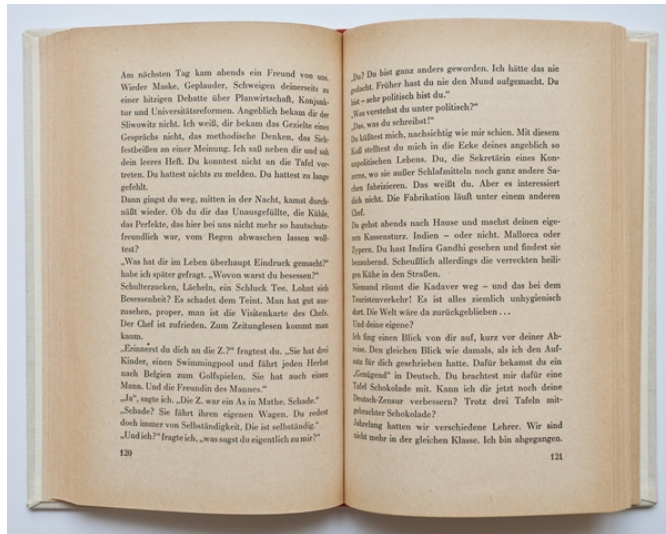 Am nächsten Tag kam abends ein Freund von uns.
Wieder Maske, Geplauder, Schweigen deinerseits zu
einer hitzigen Debatte über Planwirtschaft, Konjunk-
tur und Universitätsreformen. Angeblich bekam dir der
Sliwowitz nicht. Ich weiß, dir bekam das Gezielte eines
Gesprächs nicht, das methodische Denken, das Sich-
festbeißen an einer Meinung. Ich saß neben dir und sah
dein leeres Heft. Du konntest nicht an die Tafel vor-
treten. Du hattest nichts zu melden. Du hattest zu lange
gefehlt.
Dann gingst du weg, mitten in der Nacht, kamst durch-
näßt wieder. Ob du dir das Unausgefüllte, die Kühle,
das Perfekte, das hier bei uns nicht mehr so hautschutz-
freundlich war, vom Regen abwaschen lassen woll-
test?
„Was hat dir im Leben überhaupt Eindruck gemacht?"
habe ich später gefragt. „Wovon warst du besessen?"
Schulterzucken, Lächeln, ein Schluck Tee. Lohnt sich
Besessenheit? Es schadet dem Teint. Man hat gut aus-
zusehen, proper, man ist die Visitenkarte des Chefs.
Der Chef ist zufrieden. Zum Zeitunglesen kommt man
kaum.
„Erinnerst du dich an die Z.?" fragtest du. „Sie hat drei
Kinder, einen Swimmingpool und fährt jeden Herbst
nach Belgien zum Golfspielen. Sie hat auch einen
Mann. Und die Freundin des Mannes."
„Ja", sagte ich. „Die Z. war ein As in Mathe. Schade."
„Schade? Sie fährt ihren eigenen Wagen. Du redest
doch immer von Selbständigkeit. Die ist selbständig."
„Und ich?" fragte ich, „was sagst du eigentlich zu mir?"
120
„Du? Du bist ganz anders geworden. Ich hätte das nie
gedacht. Früher hast du nie den Mund aufgemacht. Du
bist – sehr politisch bist du."
„Was verstehst du unter politisch?"
„Das, was du schreibst!"
Du küßtest mich, nachsichtig wie mir schien. Mit diesem
Kuß stelltest du mich in die Ecke deines angeblich so
unpolitischen Lebens. Du, die Sekretärin eines Kon-
zerns, wo sie außer Schlafmitteln noch ganz andere Sa-
chen fabrizieren. Das weißt du. Aber es interessiert
dich nicht. Die Fabrikation läuft unter einem anderen
Chef.
Du gehst abends nach Hause und machst deinen eige-
nen Kassensturz. Indien – oder nicht. Mallorca oder
Zypern. Du hast Indira Gandhi gesehen und findest sie
bezaubernd. Scheußlich allerdings die verreckten heili-
gen Kühe in den Straßen.
Niemand räumt die Kadaver weg – und das bei dem
Touristenverkehr! Es ist alles ziemlich unhygienisch
dort. Die Welt wäre da zurückgeblieben . . .
Und deine eigene?
Ich fing einen Blick von dir auf, kurz vor deiner Ab-
reise. Den gleichen Blick wie damals, als ich den Auf-
satz für dich geschrieben hatte. Dafür bekamst du ein
„Genügend" in Deutsch. Du brachtest mir dafür eine
Tafel Schokolade mit. Kann ich dir jetzt noch deine
Deutsch-Zensur verbessern? Trotz drei Tafeln mit-
gebrachter Schokolade?
Jahrelang hatten wir verschiedene Lehrer. Wir sind
nicht mehr in der gleichen Klasse. Ich bin abgegangen.
121